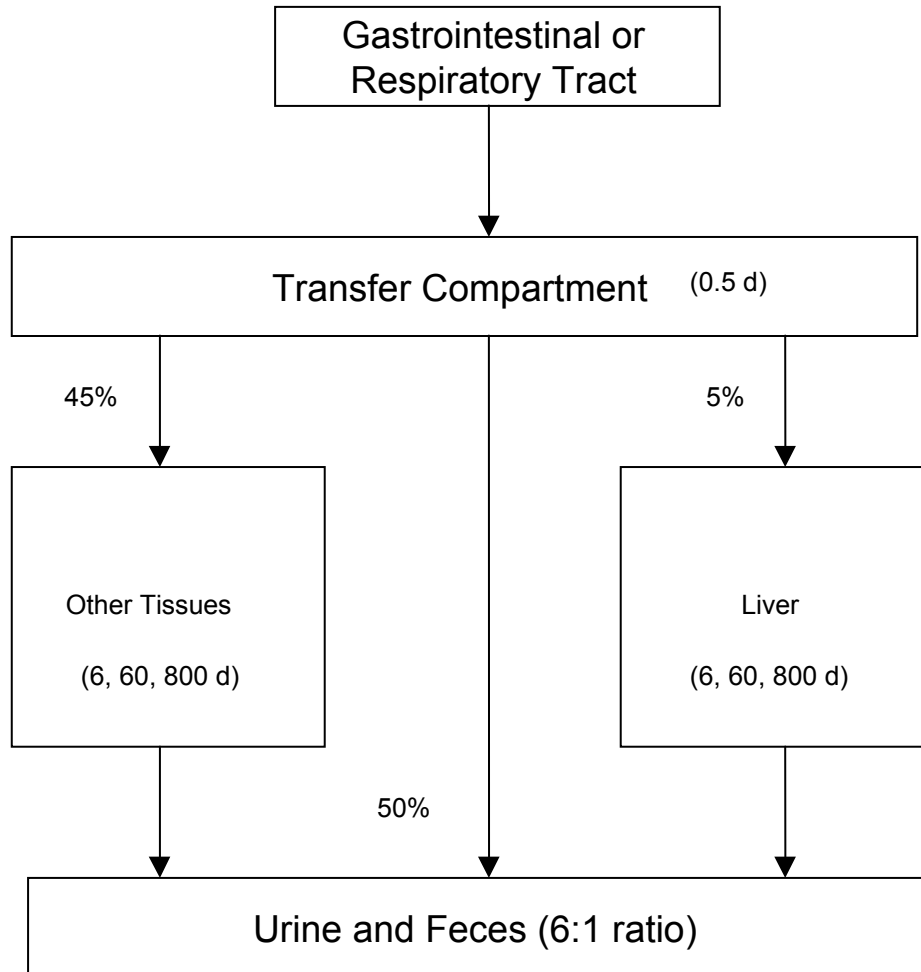 Gastrointestinal or
Respiratory Tract
Transfer Compartment (0.5 d)
45%
5%
Other Tissues
(6, 60, 800 d)
Liver
(6, 60, 800 d)
50%
Urine and Feces (6:1 ratio)